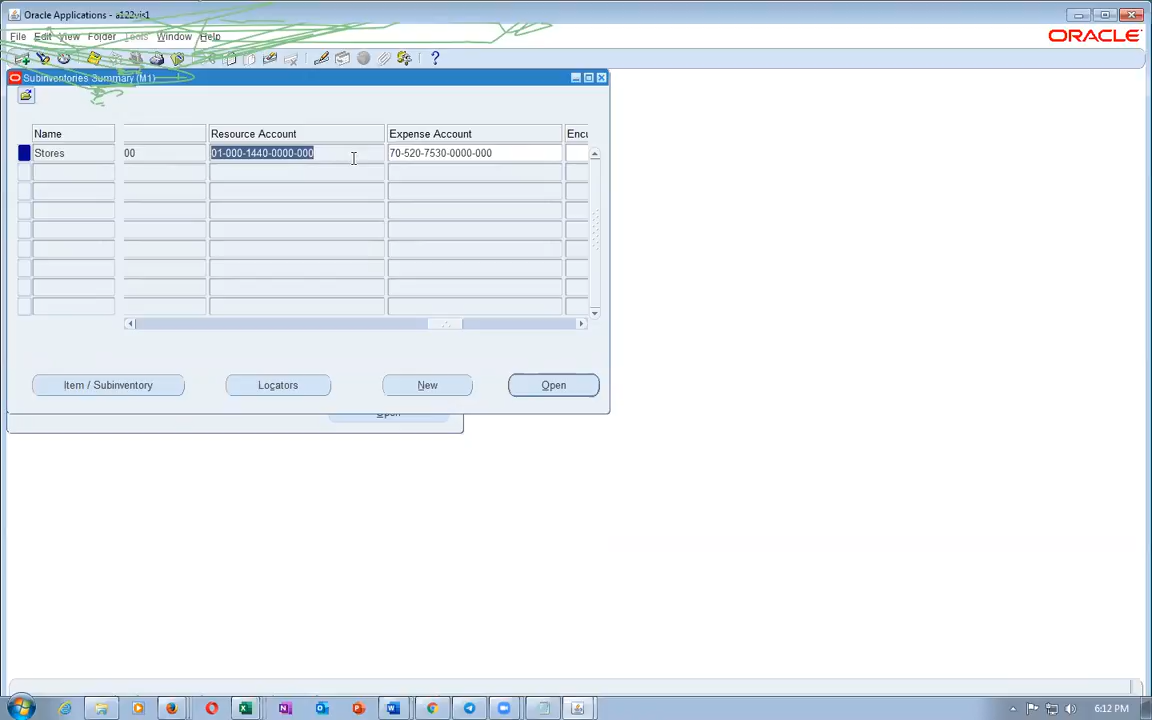 Oracle Applications - a122vis1
File Edit View Folder Tools Window Help
ORACLE
Subinventories Summary (M1)
Name Resource Account Expense Account Encu
Stores 00 01-000-1440-0000-000 70-520-7530-0000-000
Item / Subinventory Locators New Open
Open
6:12 PM